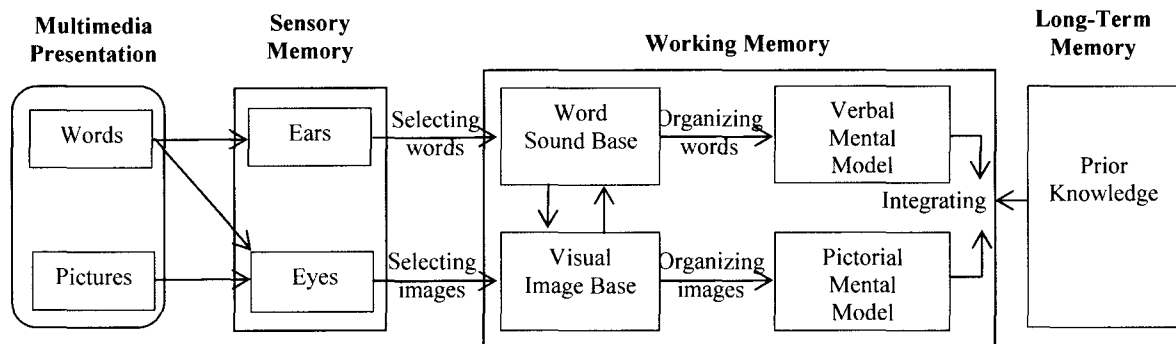 Multimedia
Presentation
Sensory
Memory
Working Memory
Long-Term
Memory
Words
Pictures
Ears
Eyes
Selecting
words
Selecting
images
Word
Sound Base
Visual
Image Base
Organizing
words
Organizing
images
Verbal
Mental
Model
Pictorial
Mental
Model
Integrating
Prior
Knowledge